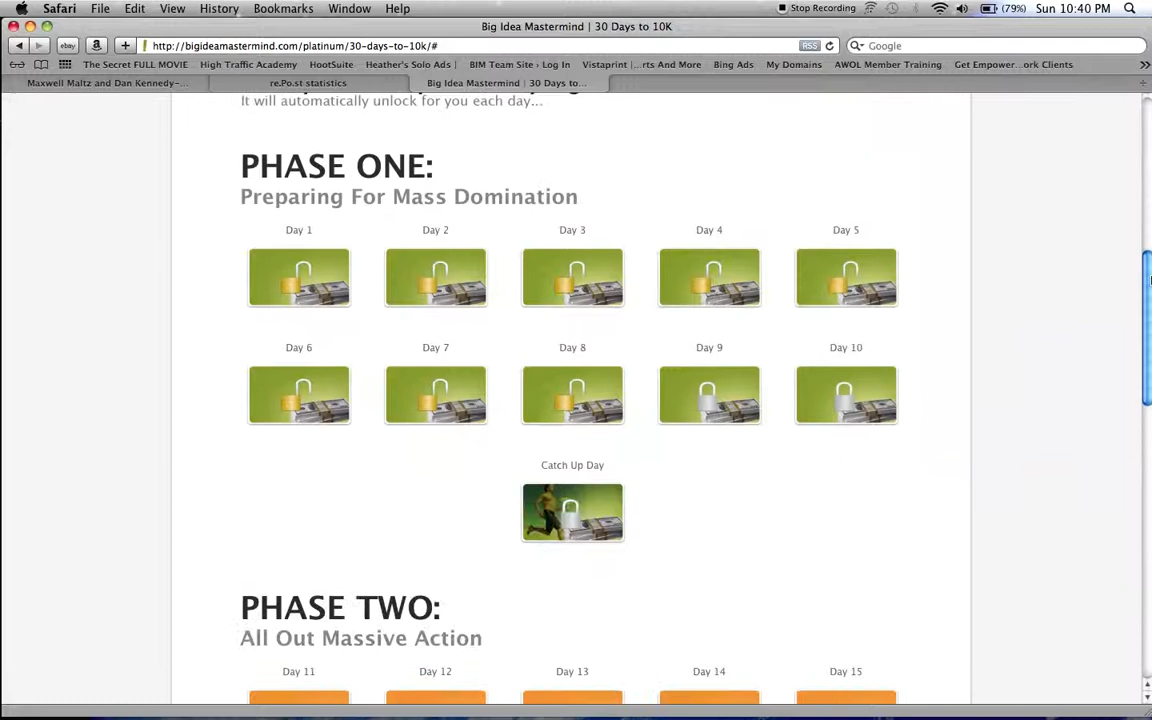 Safari File Edit View History Bookmarks Window Help Stop Recording (79%) Sun 10:40 PM
Big Idea Mastermind | 30 Days to 10K
ebay a http://bigideamastermind.com/platinum/30-days-to-10k/# RSS Google
The Secret FULL MOVIE High Traffic Academy HootSuite Heather's Solo Ads | BIM Team Site › Log In Vistaprint |...rts And More Bing Ads My Domains AWOL Member Training Get Empower...ork Clients
Maxwell Maltz and Dan Kennedy-... re.Post statistics Big Idea Mastermind | 30 Days to...
It will automatically unlock for you each day...
PHASE ONE:
Preparing For Mass Domination
Day 1 Day 2 Day 3 Day 4 Day 5
Day 6 Day 7 Day 8 Day 9 Day 10
Catch Up Day
PHASE TWO:
All Out Massive Action
Day 11 Day 12 Day 13 Day 14 Day 15